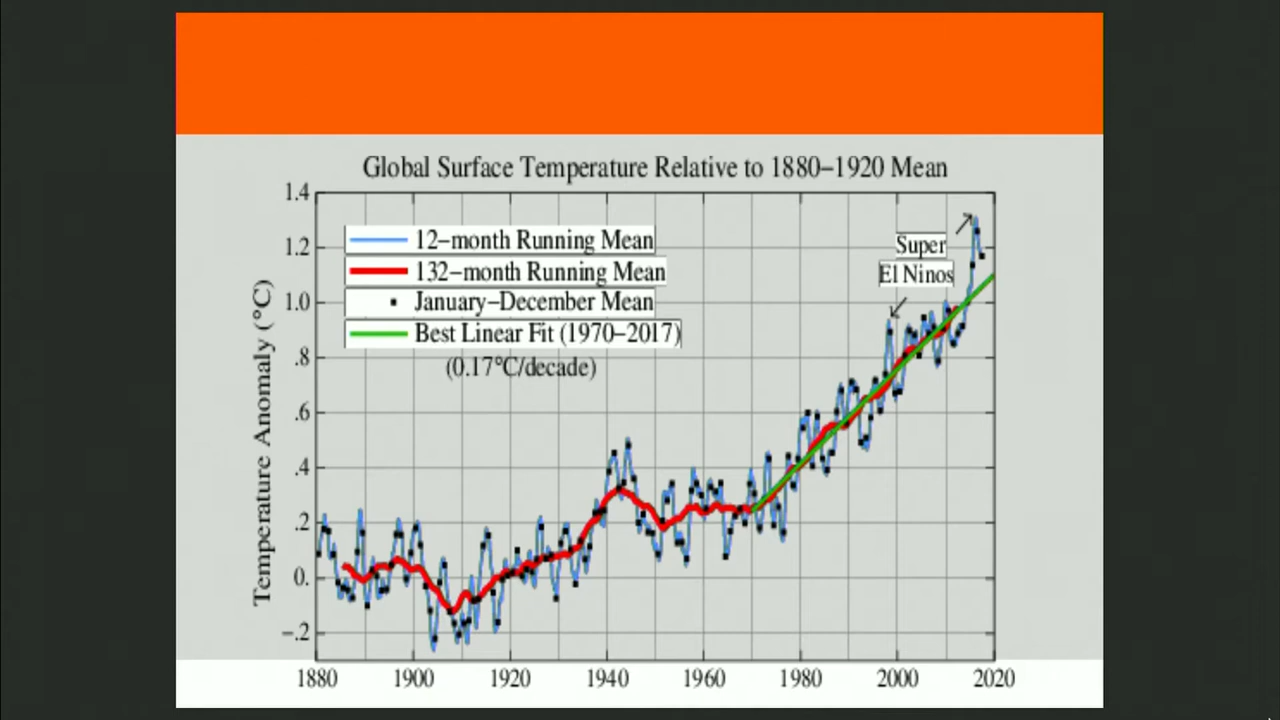 Global Surface Temperature Relative to 1880–1920 Mean
1.4
1.2
1.0
.8
.6
.4
.2
0.
−.2
Temperature Anomaly (°C)
12−month Running Mean
132−month Running Mean
January−December Mean
Best Linear Fit (1970−2017)
(0.17°C/decade)
Super
El Ninos
1880 1900 1920 1940 1960 1980 2000 2020